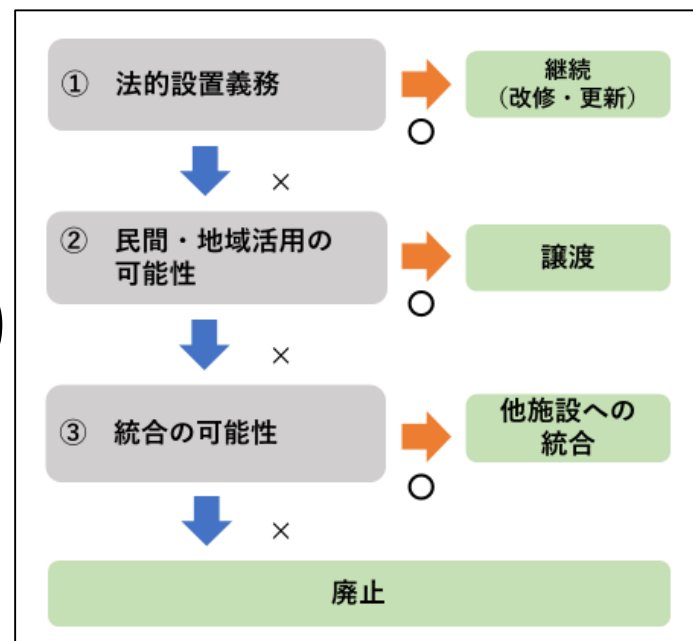 ① 法的設置義務
継続
（改修・更新）
○
×
② 民間・地域活用の
可能性
譲渡
○
×
③ 統合の可能性
他施設への
統合
○
×
廃止